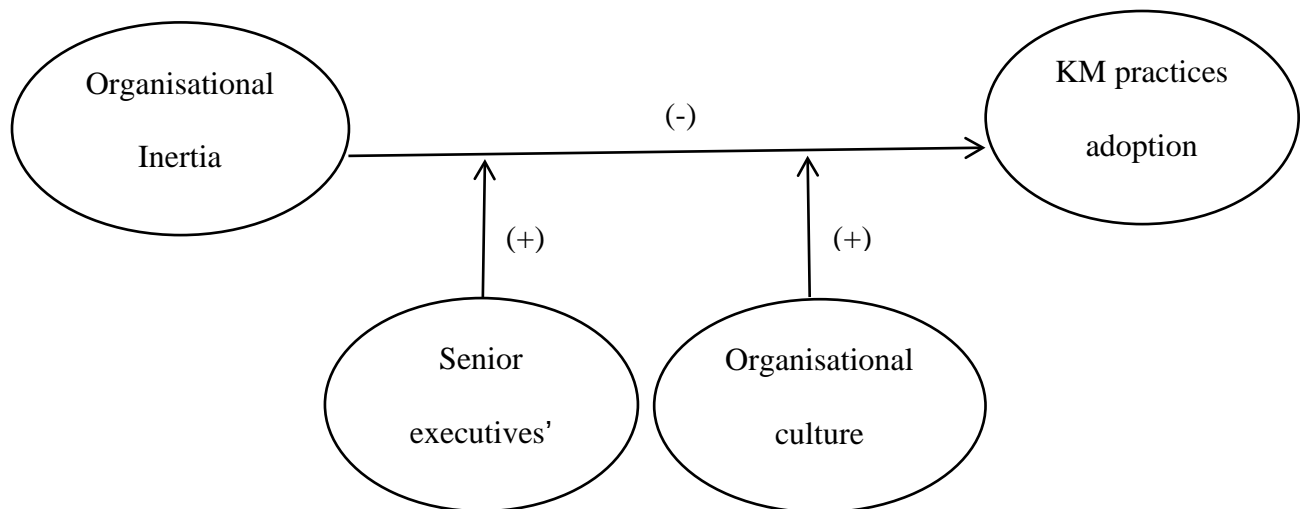 Organisational
Inertia
(-)
KM practices
adoption
(+)
(+)
Senior
executives’
Organisational
culture